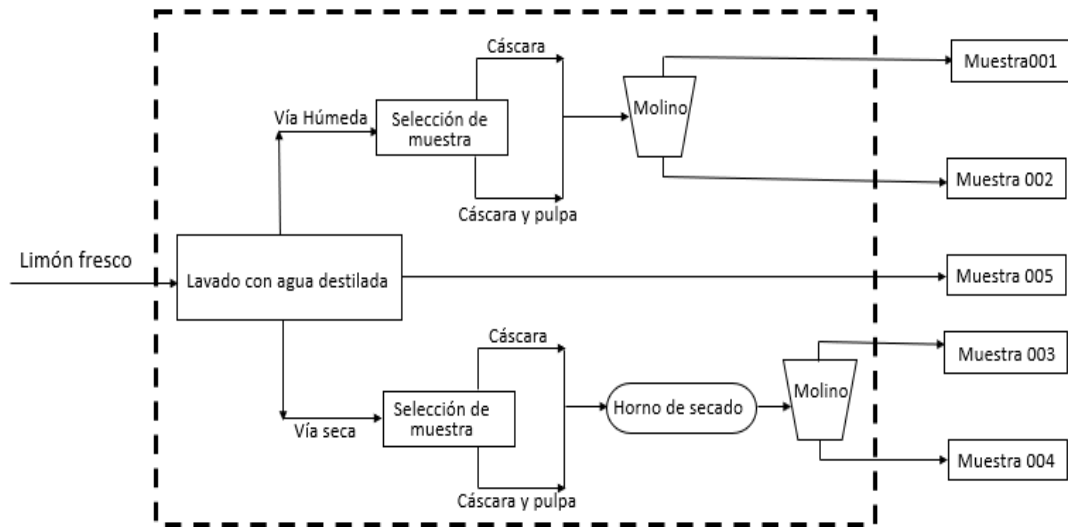 Cáscara
Muestra001
Molino
Vía Húmeda
Selección de
muestra
Muestra 002
Cáscara y pulpa
Limón fresco
Lavado con agua destilada
Muestra 005
Cáscara
Muestra 003
Molino
Selección de
muestra
Horno de secado
Vía seca
Muestra 004
Cáscara y pulpa